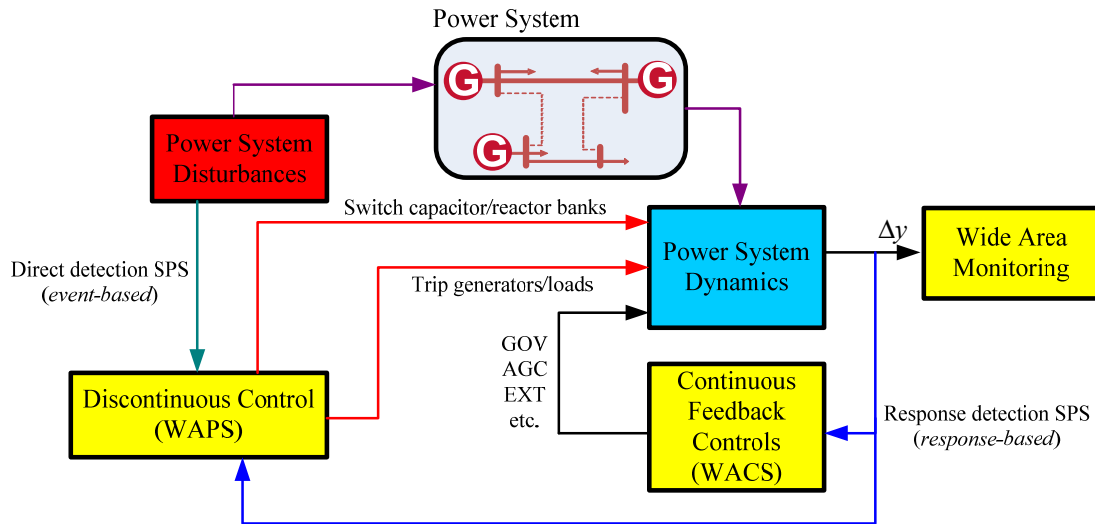 Power System
G
G
G
Power System
Disturbances
Switch capacitor/reactor banks
Δy
Wide Area
Monitoring
Power System
Dynamics
Direct detection SPS
(event-based)
Trip generators/loads
GOV
AGC
EXT
etc.
Discontinuous Control
(WAPS)
Continuous
Feedback
Controls
(WACS)
Response detection SPS
(response-based)